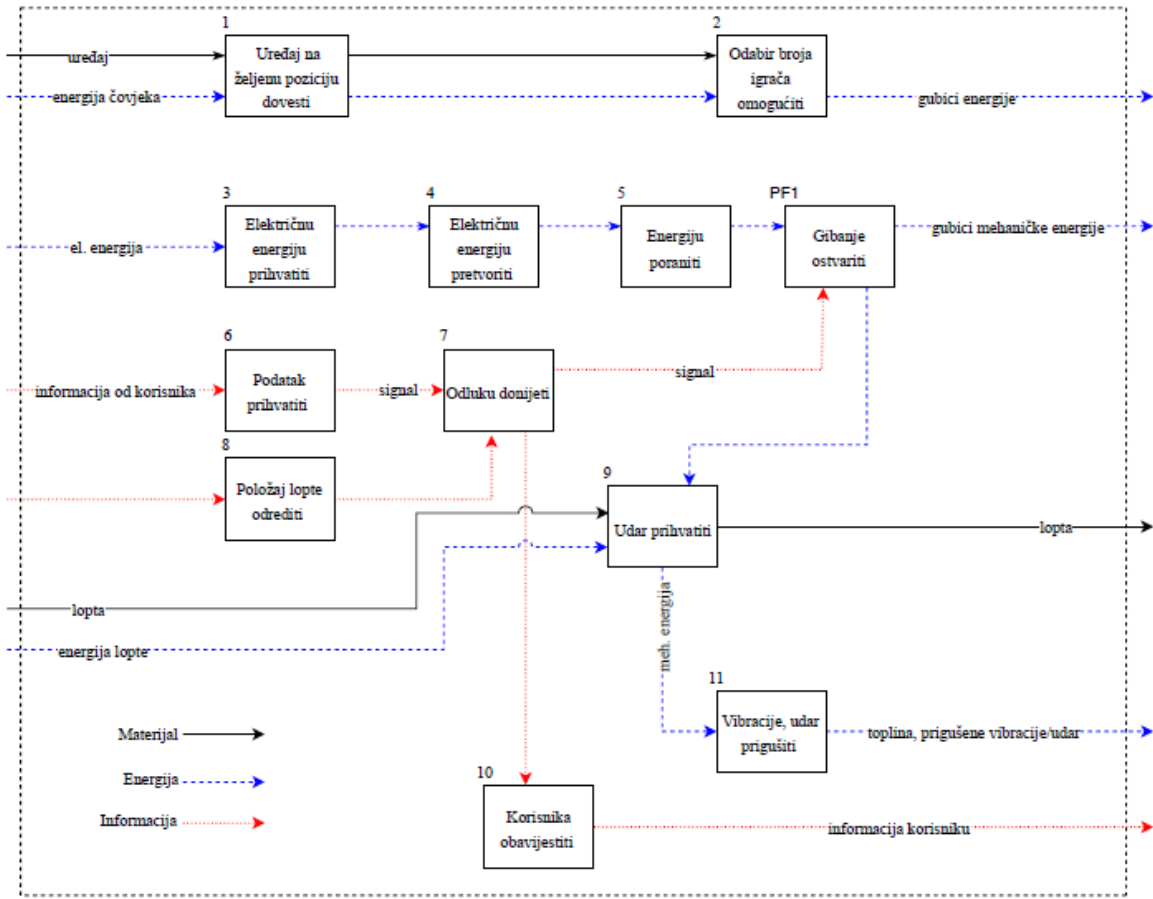 1
2
uređaj
Uređaj na
željenu poziciju
dovesti
Odabir broja
igrača
omogućiti
energija čovjeka
gubici energije
3
4
5
PF1
el. energija
Električnu
energiju
prihvatiti
Električnu
energiju
pretvoriti
Energiju
poraniti
Gibanje
ostvariti
gubici mehaničke energije
6
7
informacija od korisnika
Podatak
prihvatiti
signal
Odluku donijeti
signal
8
Položaj lopte
odrediti
9
Udar prihvatiti
lopta
lopta
energija lopte
meh. energija
11
Vibracije, udar
prigušiti
toplina, prigušene vibracije/udar
Materijal
Energija
Informacija
10
Korisnika
obavijestiti
informacija korisniku